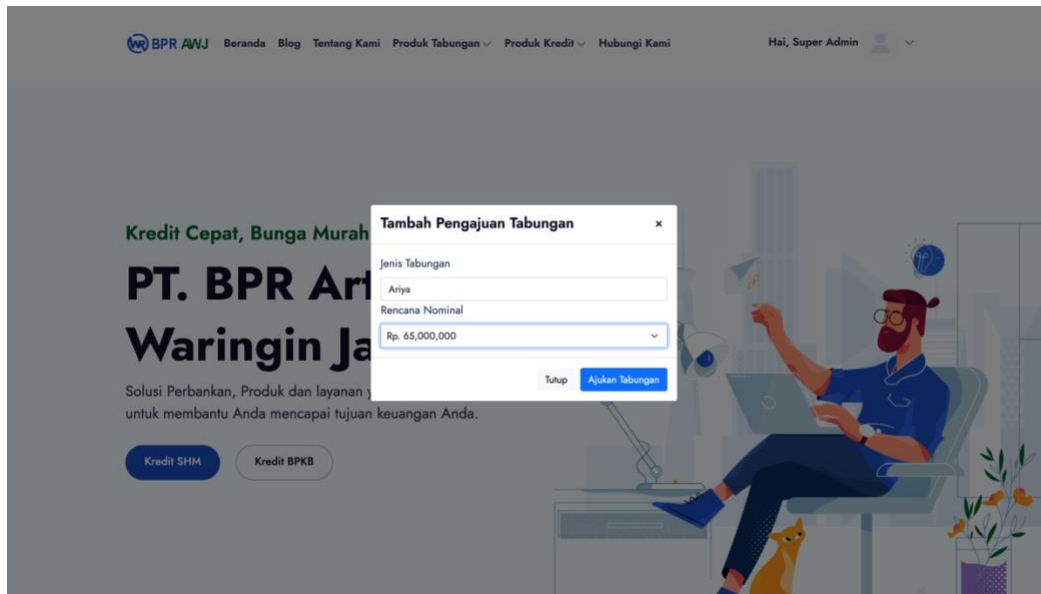 BPR AWJ Beranda Blog Tentang Kami Produk Tabungan Produk Kredit Hubungi Kami Hai, Super Admin
Kredit Cepat, Bunga Murah
PT. BPR
Waringin
Solusi Perbankan, Produk dan layanan
untuk membantu Anda mencapai tujuan keuangan Anda.
Kredit SHM Kredit BPKB
Tambah Pengajuan Tabungan ×
Jenis Tabungan
Ariya
Rencana Nominal
Rp. 65,000,000
Tutup Ajukan Tabungan